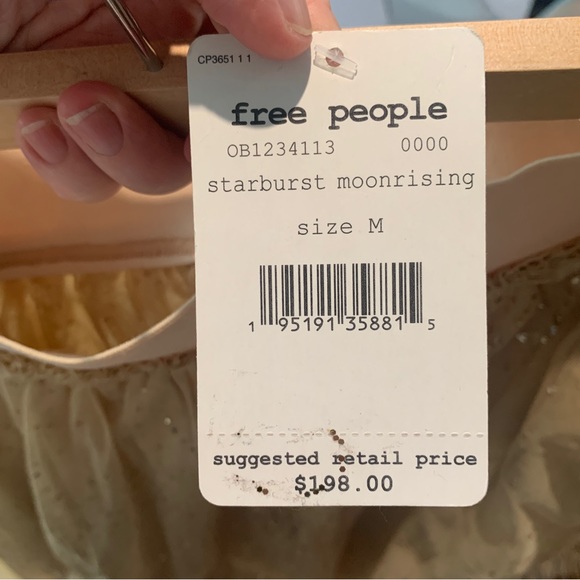 CP3651 1 1
free people
OB1234113 0000
starburst moonrising
size M
1 95191 35881 5
suggested retail price
$198.00